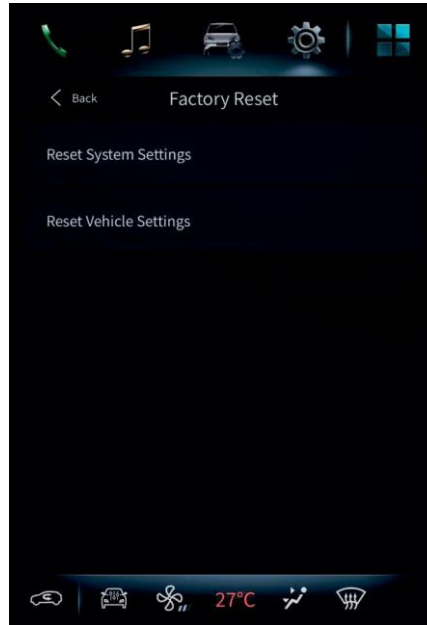 Back
Factory Reset
Reset System Settings
Reset Vehicle Settings
27°C